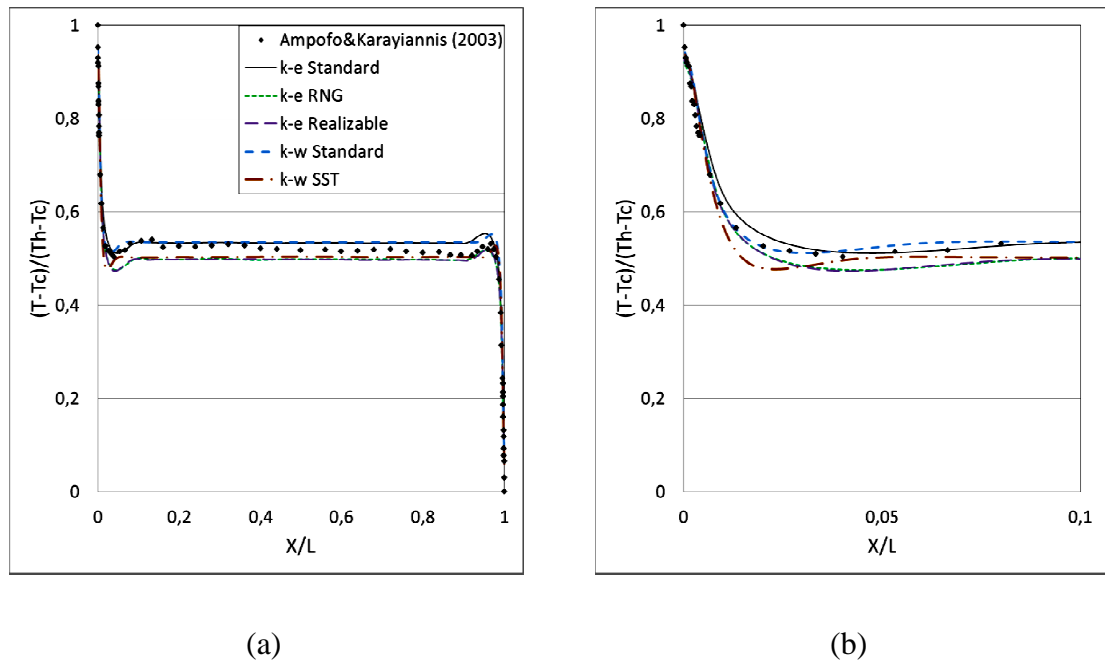 1
0,8
0,6
0,4
0,2
0
(T-Tc)/(Th-Tc)
0 0,2 0,4 0,6 0,8 1
X/L
Ampofo&Karayiannis (2003)
k-e Standard
k-e RNG
k-e Realizable
k-w Standard
k-w SST
(a)
1
0,8
0,6
0,4
0,2
0
(T-Tc)/(Th-Tc)
0 0,05 0,1
X/L
(b)